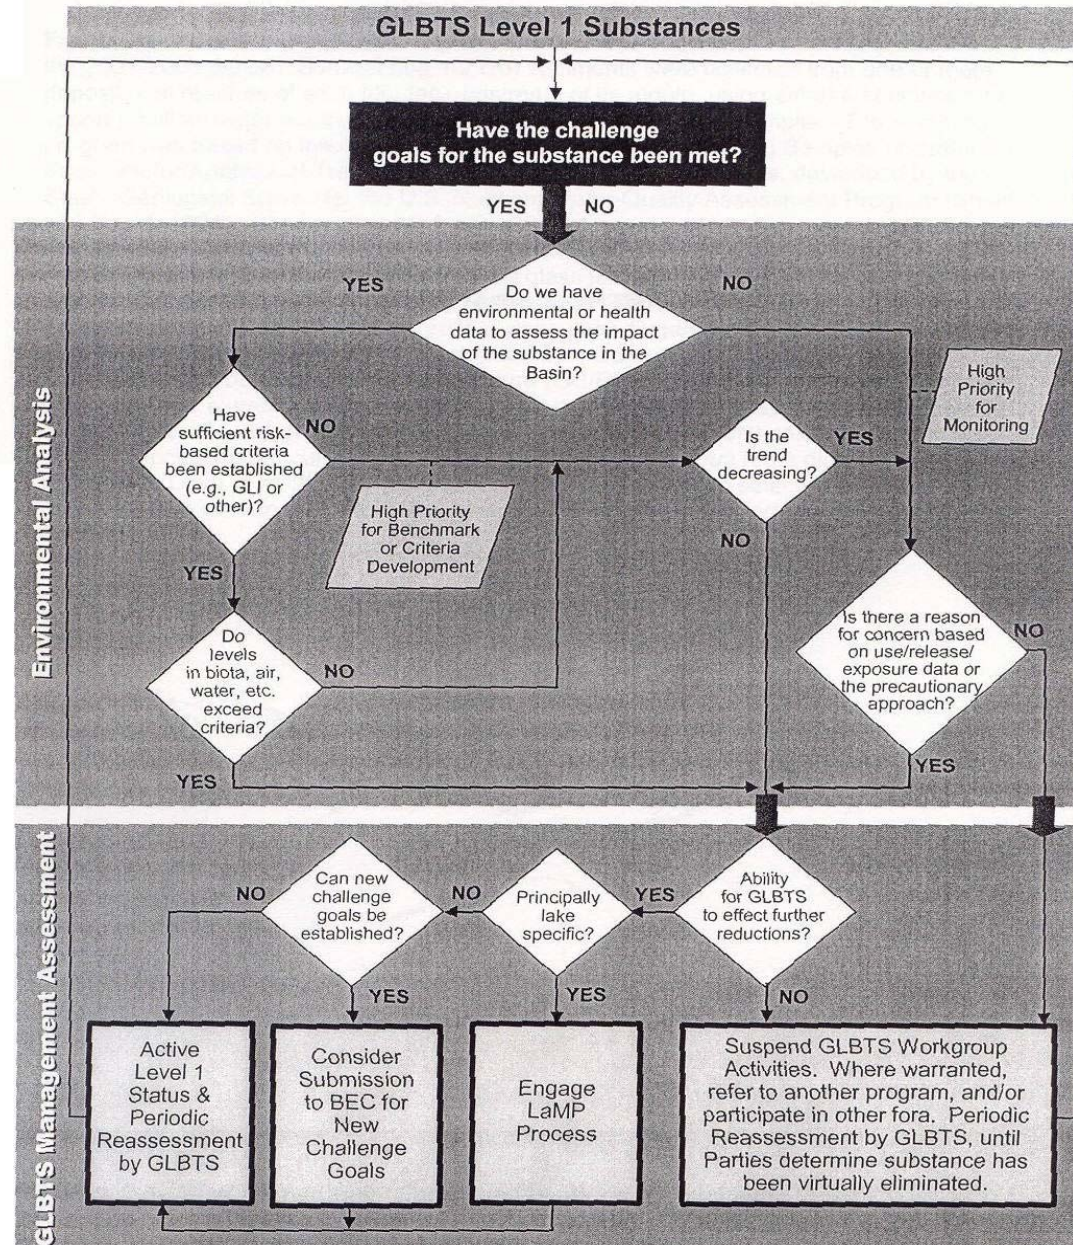 GLBTS Level 1 Substances
Have the challenge
goals for the substance been met?
YES
NO
Environmental Analysis
YES
NO
Do we have
environmental or health
data to assess the impact
of the substance in the
Basin?
High
Priority
for
Monitoring
Have
sufficient risk-
based criteria
been established
(e.g., GLI or
other)?
NO
Is the
trend
decreasing?
YES
High Priority
for Benchmark
or Criteria
Development
NO
YES
Do
levels
in biota, air,
water, etc.
exceed
criteria?
NO
Is there a reason
for concern based
on use/release/
exposure data or
the precautionary
approach?
NO
YES
YES
GLBTS Management Assessment
NO
Can new
challenge
goals be
established?
NO
Principally
lake
specific?
YES
Ability
for GLBTS
to effect further
reductions?
YES
YES
NO
Active
Level 1
Status &
Periodic
Reassessment
by GLBTS
Consider
Submission
to BEC for
New
Challenge
Goals
Engage
LaMP
Process
Suspend GLBTS Workgroup
Activities. Where warranted,
refer to another program, and/or
participate in other fora. Periodic
Reassessment by GLBTS, until
Parties determine substance has
been virtually eliminated.